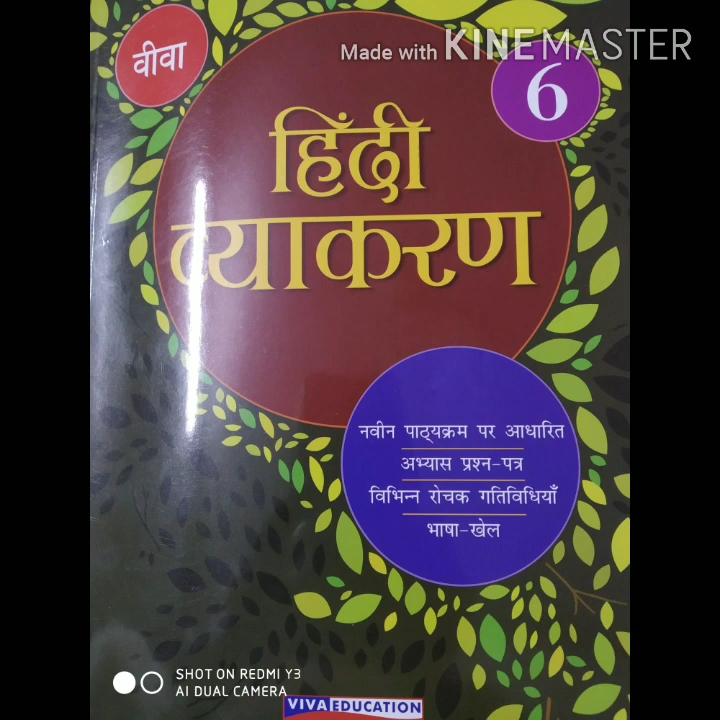 Made with KINEMASTER
वीवा
6
हिंदी
व्याकरण
नवीन पाठ्यक्रम पर आधारित
अभ्यास प्रश्न-पत्र
विभिन्न रोचक गतिविधियाँ
भाषा-खेल
SHOT ON REDMI Y3
AI DUAL CAMERA
VIVA EDUCATION